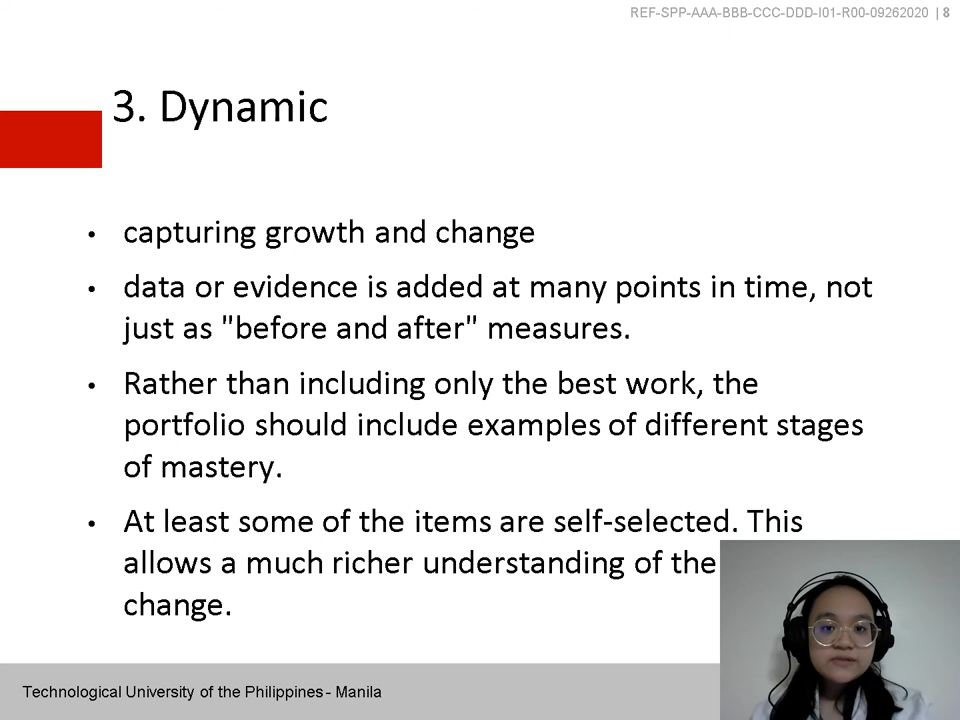 REF-SPP-AAA-BBB-CCC-DDD-I01-R00-09262020 | 8
3. Dynamic
• capturing growth and change
• data or evidence is added at many points in time, not
just as "before and after" measures.
• Rather than including only the best work, the
portfolio should include examples of different stages
of mastery.
• At least some of the items are self-selected. This
allows a much richer understanding of the
change.
Technological University of the Philippines - Manila